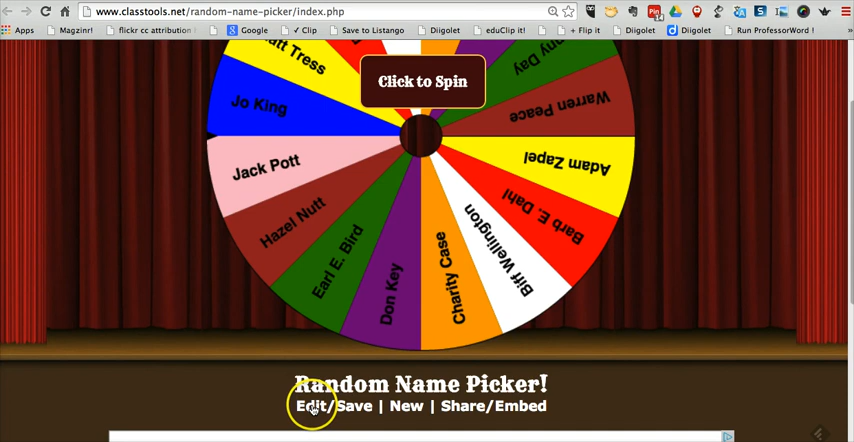 www.classtools.net/random-name-picker/index.php
14
Apps Magzinr! flickr cc attribution Google ✓ Clip Save to Listango Diigolet eduClip it! + Flip it Diigolet Diigolet Run ProfessorWord !
Click to Spin
Tress
Jo King
Jack Pott
Hazel Nutt
Earl E. Bird
Don Key
Charity Case
Biff Wellington
Barb E. Dahl
Adam Zapel
Warren Peace
Day
Random Name Picker!
Edit/Save | New | Share/Embed